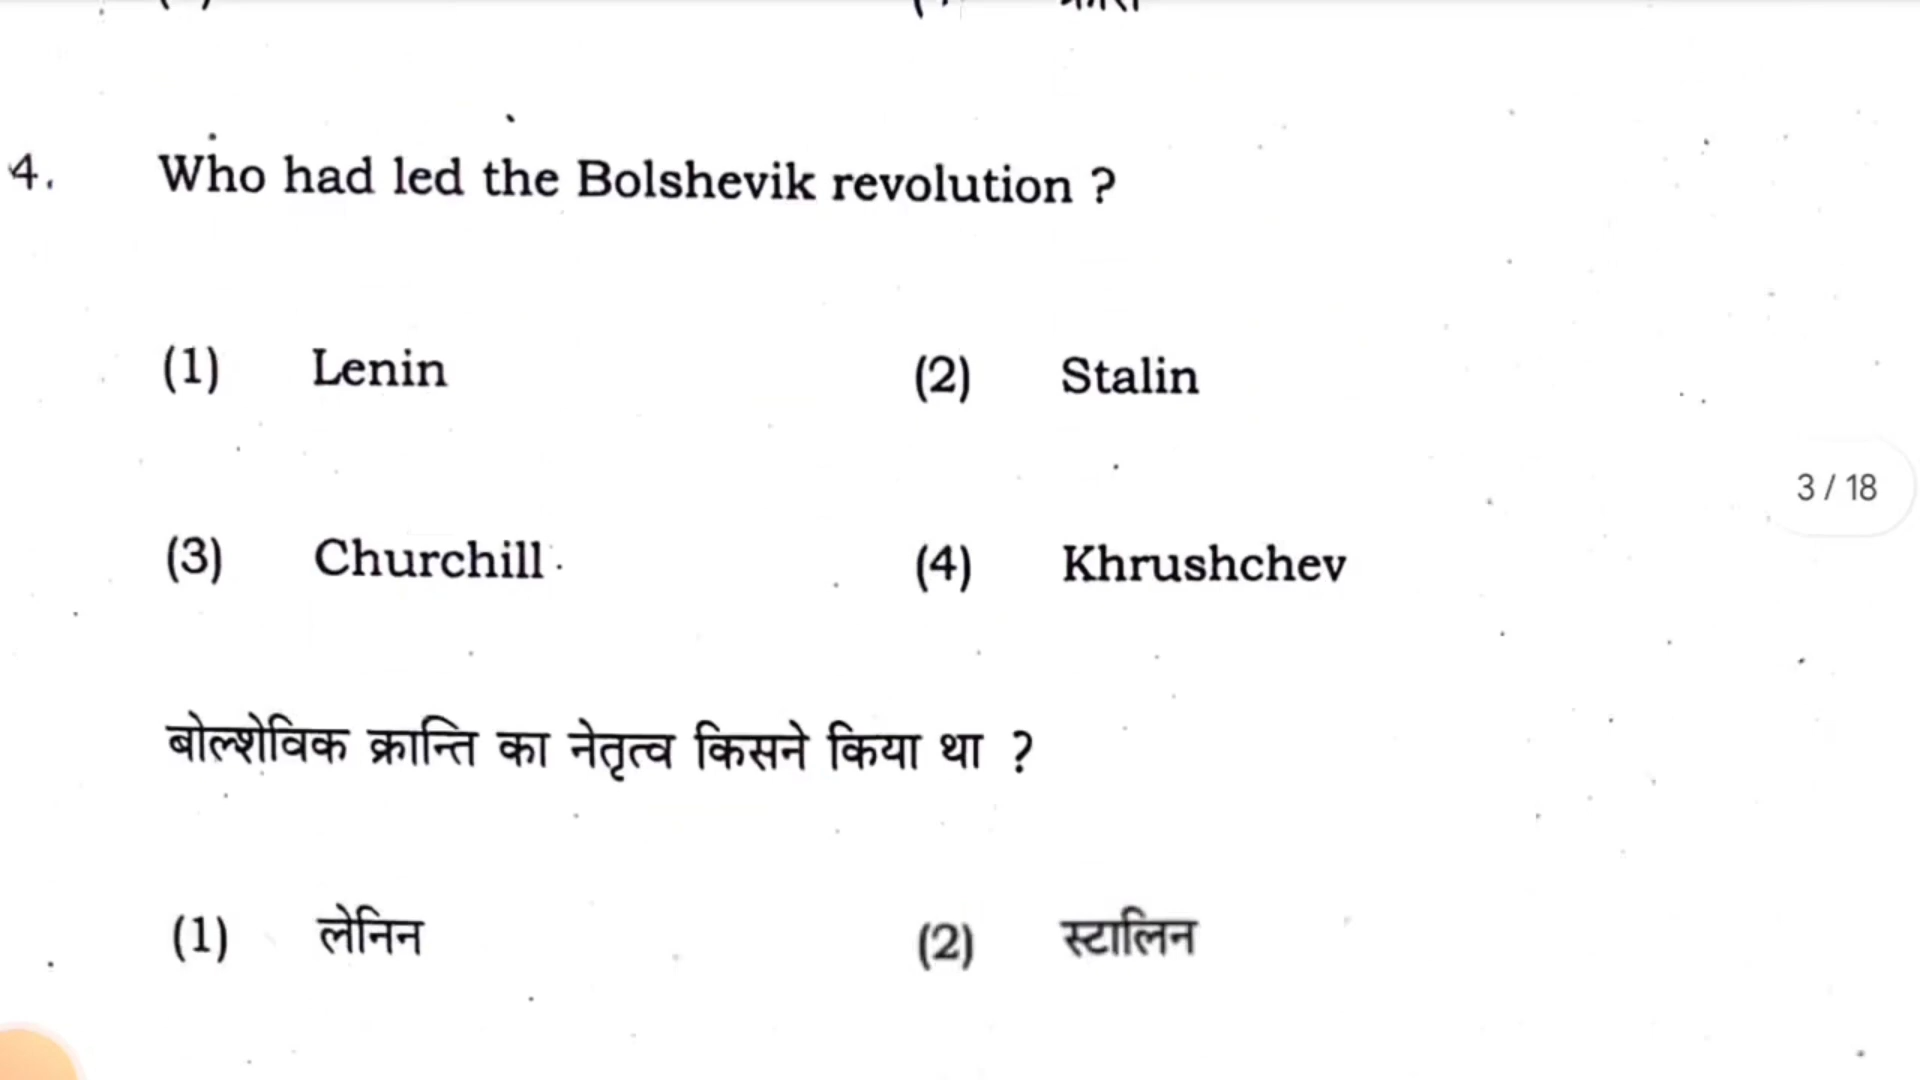 4. Who had led the Bolshevik revolution ?
(1) Lenin (2) Stalin
3 / 18
(3) Churchill (4) Khrushchev
बोल्शेविक क्रान्ति का नेतृत्व किसने किया था ?
(1) लेनिन (2) स्टालिन